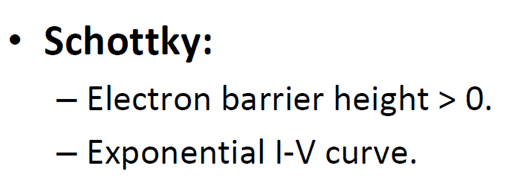 • Schottky:
– Electron barrier height > 0.
– Exponential I-V curve.